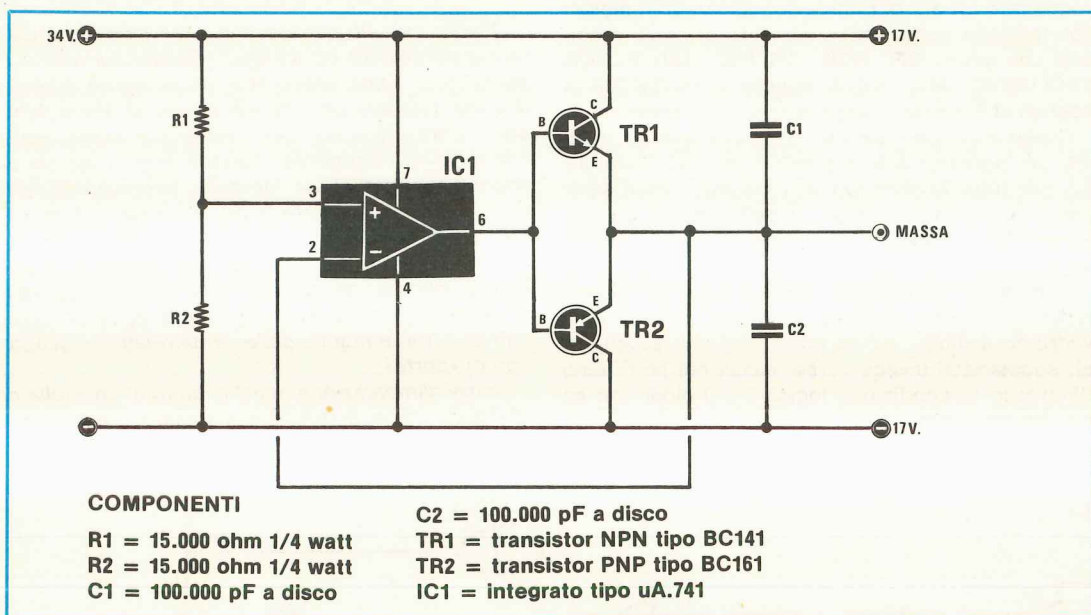 34V.
17V.
R1
C
B
TR1
E
C1
IC1
7
3
+
6
2
−
4
MASSA
R2
E
B
TR2
C
C2
17V.
COMPONENTI
R1 = 15.000 ohm 1/4 watt
R2 = 15.000 ohm 1/4 watt
C1 = 100.000 pF a disco
C2 = 100.000 pF a disco
TR1 = transistor NPN tipo BC141
TR2 = transistor PNP tipo BC161
IC1 = integrato tipo uA.741